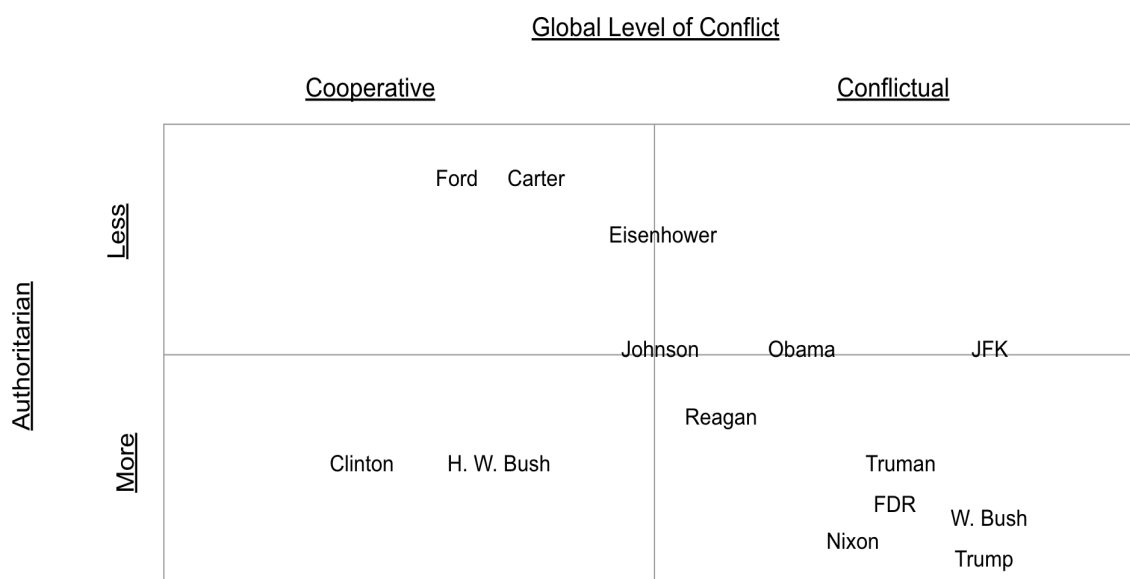 Global Level of Conflict
Cooperative Conflictual
Ford Carter
Less
Eisenhower
Authoritarian
Johnson Obama JFK
Reagan
More
Clinton H. W. Bush Truman
FDR
W. Bush
Nixon
Trump